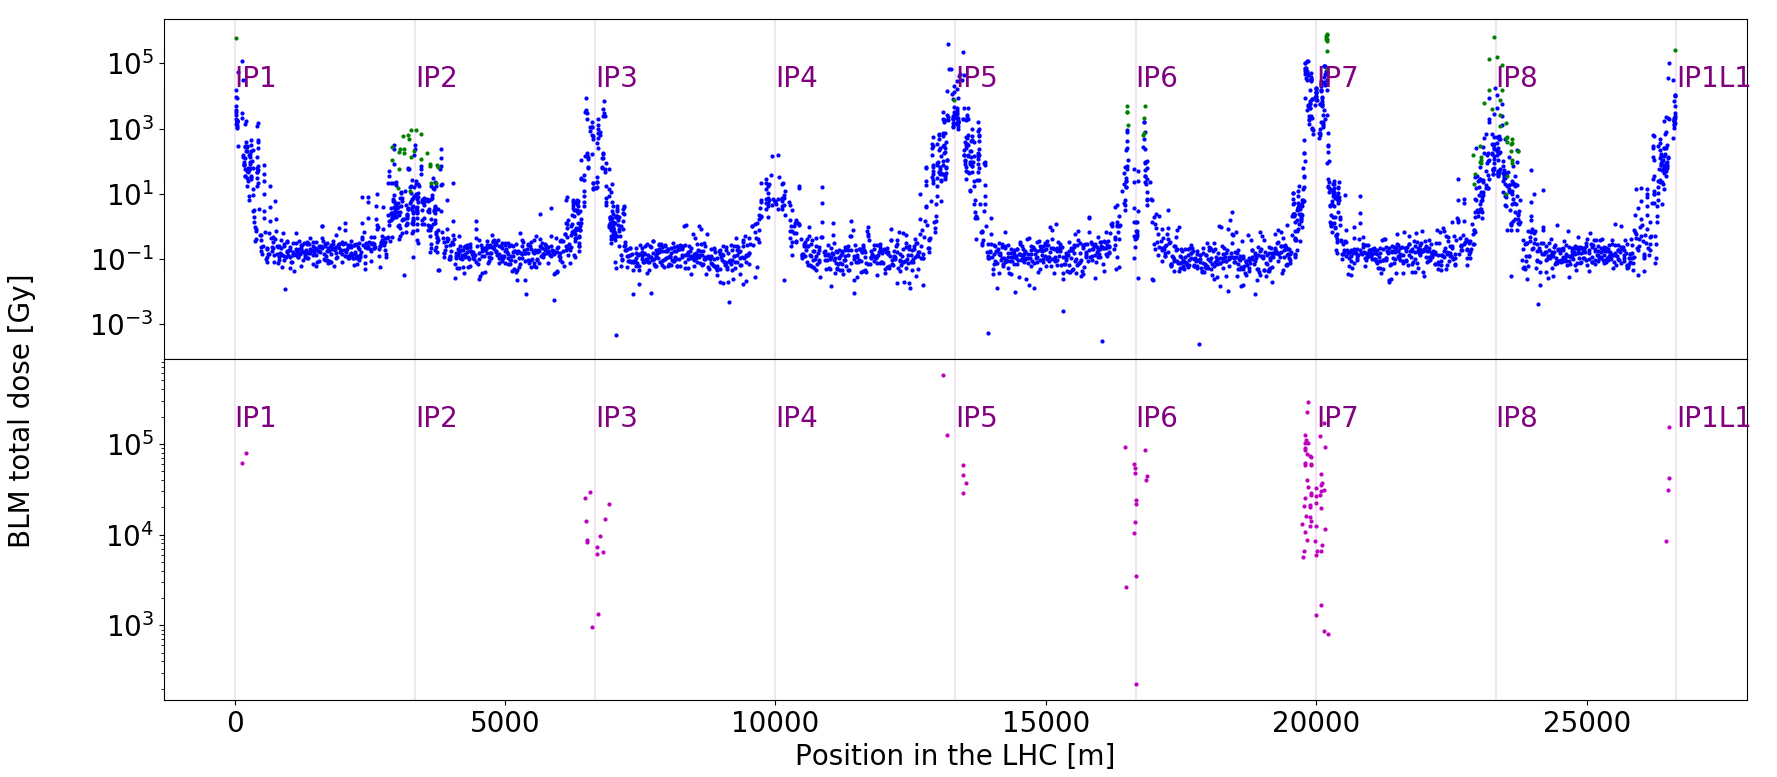 10^5
10^3
10^1
10^−1
10^−3
IP1 IP2 IP3 IP4 IP5 IP6 IP7 IP8 IP1L1
BLM total dose [Gy]
IP1 IP2 IP3 IP4 IP5 IP6 IP7 IP8 IP1L1
10^5
10^4
10^3
0 5000 10000 15000 20000 25000
Position in the LHC [m]